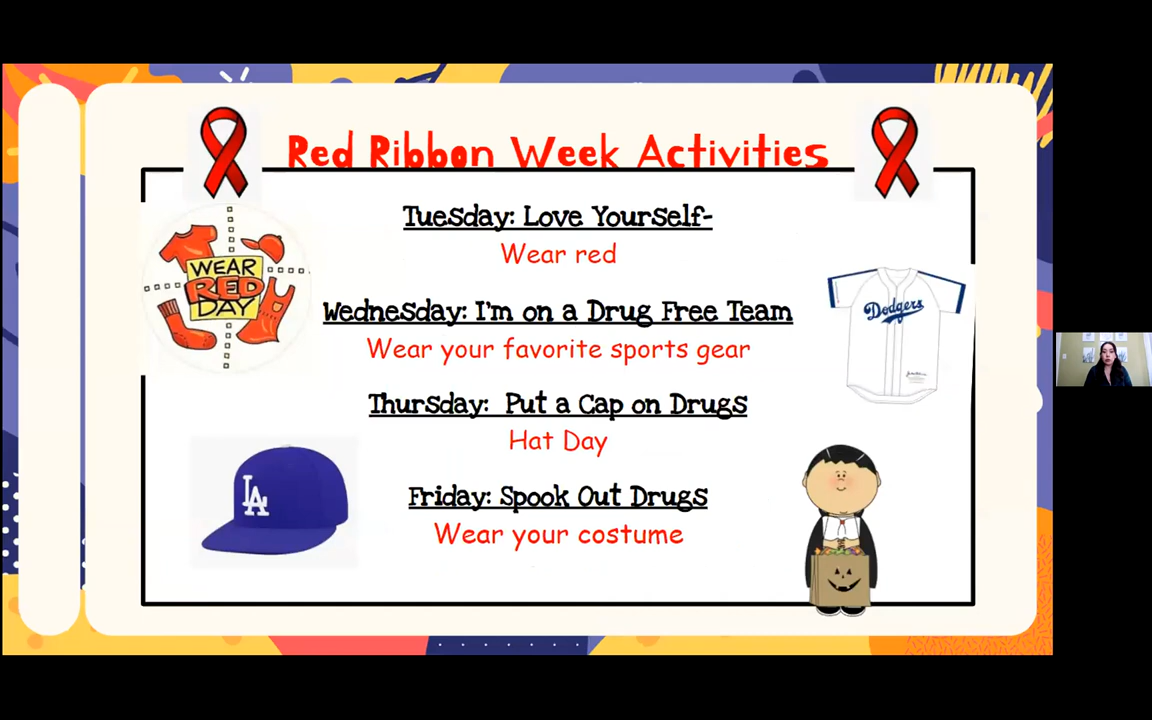 Red Ribbon Week Activities
Tuesday: Love Yourself-
Wear red
WEAR
RED
DAY
Wednesday: I'm on a Drug Free Team
Wear your favorite sports gear
Dodgers
Thursday: Put a Cap on Drugs
Hat Day
LA
Friday: Spook Out Drugs
Wear your costume